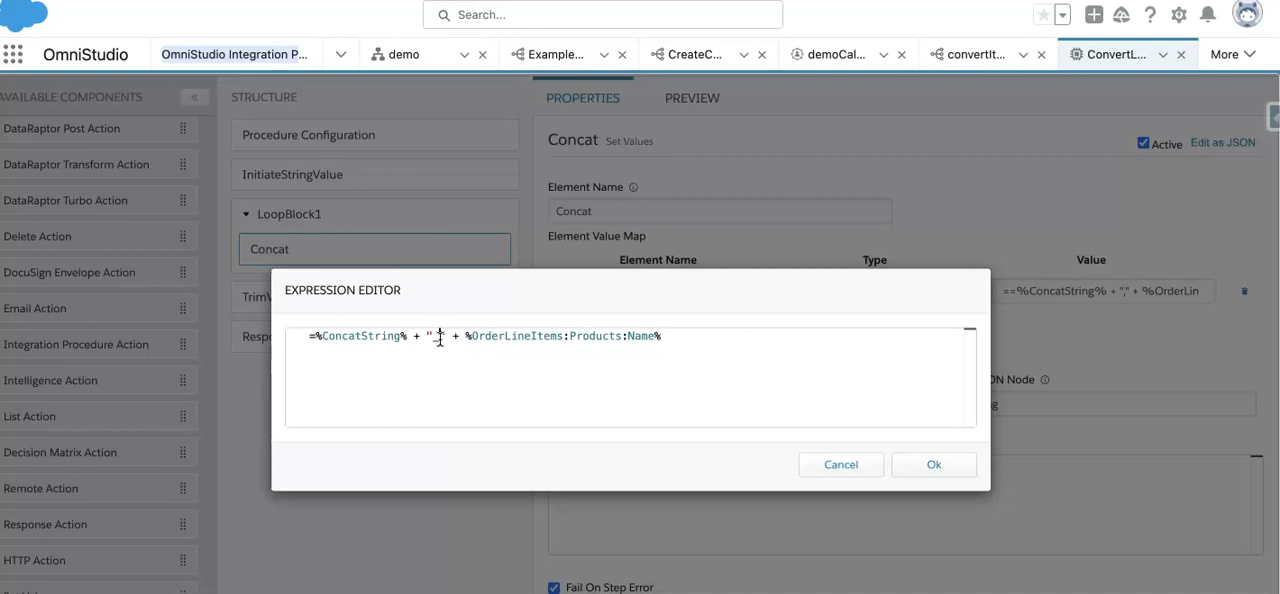 Search...
OmniStudio
OmniStudio Integration P...
demo
Example...
CreateC...
demoCal...
convertIt...
ConvertL...
More
AVAILABLE COMPONENTS
DataRaptor Post Action
DataRaptor Transform Action
DataRaptor Turbo Action
Delete Action
DocuSign Envelope Action
Email Action
Integration Procedure Action
Intelligence Action
List Action
Decision Matrix Action
Remote Action
Response Action
HTTP Action
STRUCTURE
Procedure Configuration
InitiateStringValue
LoopBlock1
Concat
TrimV
Respo
PROPERTIES
PREVIEW
Concat Set Values
Active
Edit as JSON
Element Name
Concat
Element Value Map
Element Name Type Value
==%ConcatString% + "," + %OrderLin
ON Node
g
Fail On Step Error
EXPRESSION EDITOR
=%ConcatString% + "," + %OrderLineItems:Products:Name%
Cancel
Ok